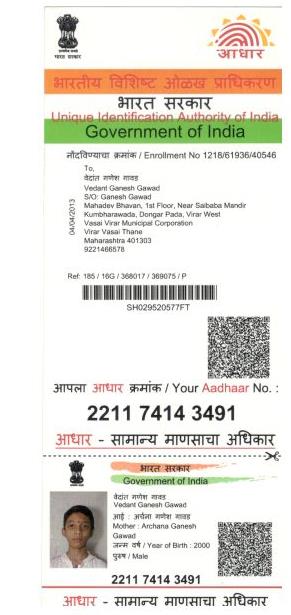 भारत सरकार
आधार
भारतीय विशिष्ट ओळख प्राधिकरण
भारत सरकार
Unique Identification Authority of India
Government of India
नोंदविण्याचा क्रमांक / Enrollment No 1218/61936/40546
To,
वेदांत गणेश गावड
Vedant Ganesh Gawad
S/O: Ganesh Gawad
Mahadev Bhavan, 1st Floor, Near Saibaba Mandir
Kumbharawada, Dongar Pada, Virar West
Vasai Virar Municipal Corporation
Virar Vasai Thane
Maharashtra 401303
9221466578
04/04/2013
Ref: 185 / 16G / 368017 / 369075 / P
SH029520577FT
आपला आधार क्रमांक / Your Aadhaar No. :
2211 7414 3491
आधार - सामान्य माणसाचा अधिकार
भारत सरकार
Government of India
वेदांत गणेश गावड
Vedant Ganesh Gawad
आई : अर्चना गणेश गावड
Mother : Archana Ganesh
Gawad
जन्म वर्ष / Year of Birth : 2000
पुरुष / Male
2211 7414 3491
आधार - सामान्य माणसाचा अधिकार